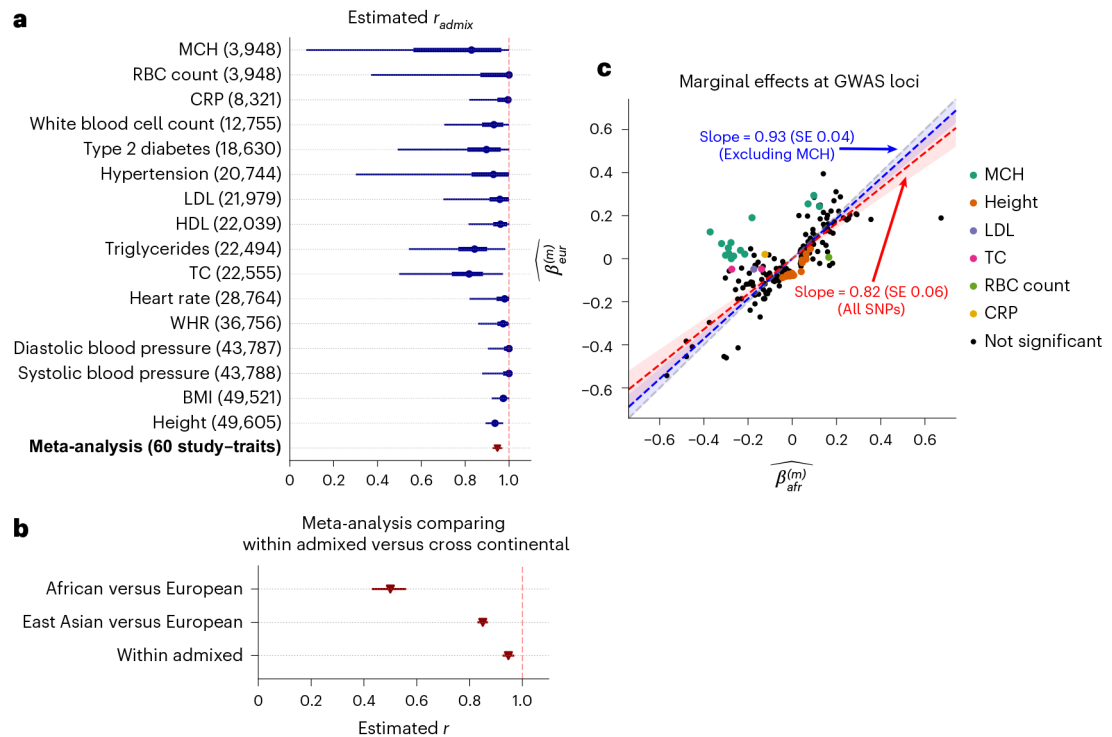 a
Estimated r_admix
MCH (3,948)
RBC count (3,948)
CRP (8,321)
White blood cell count (12,755)
Type 2 diabetes (18,630)
Hypertension (20,744)
LDL (21,979)
HDL (22,039)
Triglycerides (22,494)
TC (22,555)
Heart rate (28,764)
WHR (36,756)
Diastolic blood pressure (43,787)
Systolic blood pressure (43,788)
BMI (49,521)
Height (49,605)
Meta-analysis (60 study–traits)
0 0.2 0.4 0.6 0.8 1.0
b
Meta-analysis comparing
within admixed versus cross continental
African versus European
East Asian versus European
Within admixed
0 0.2 0.4 0.6 0.8 1.0
Estimated r
c
Marginal effects at GWAS loci
β^(m)_eur
0.6
0.4
0.2
0
−0.2
−0.4
−0.6
Slope = 0.93 (SE 0.04)
(Excluding MCH)
Slope = 0.82 (SE 0.06)
(All SNPs)
−0.6 −0.4 −0.2 0 0.2 0.4 0.6
β^(m)_afr
MCH
Height
LDL
TC
RBC count
CRP
Not significant